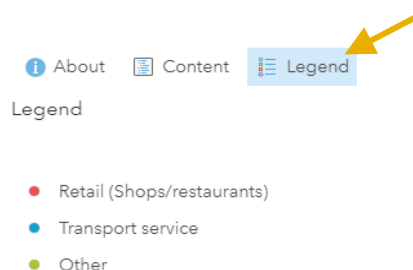 About Content Legend
Legend
Retail (Shops/restaurants)
Transport service
Other